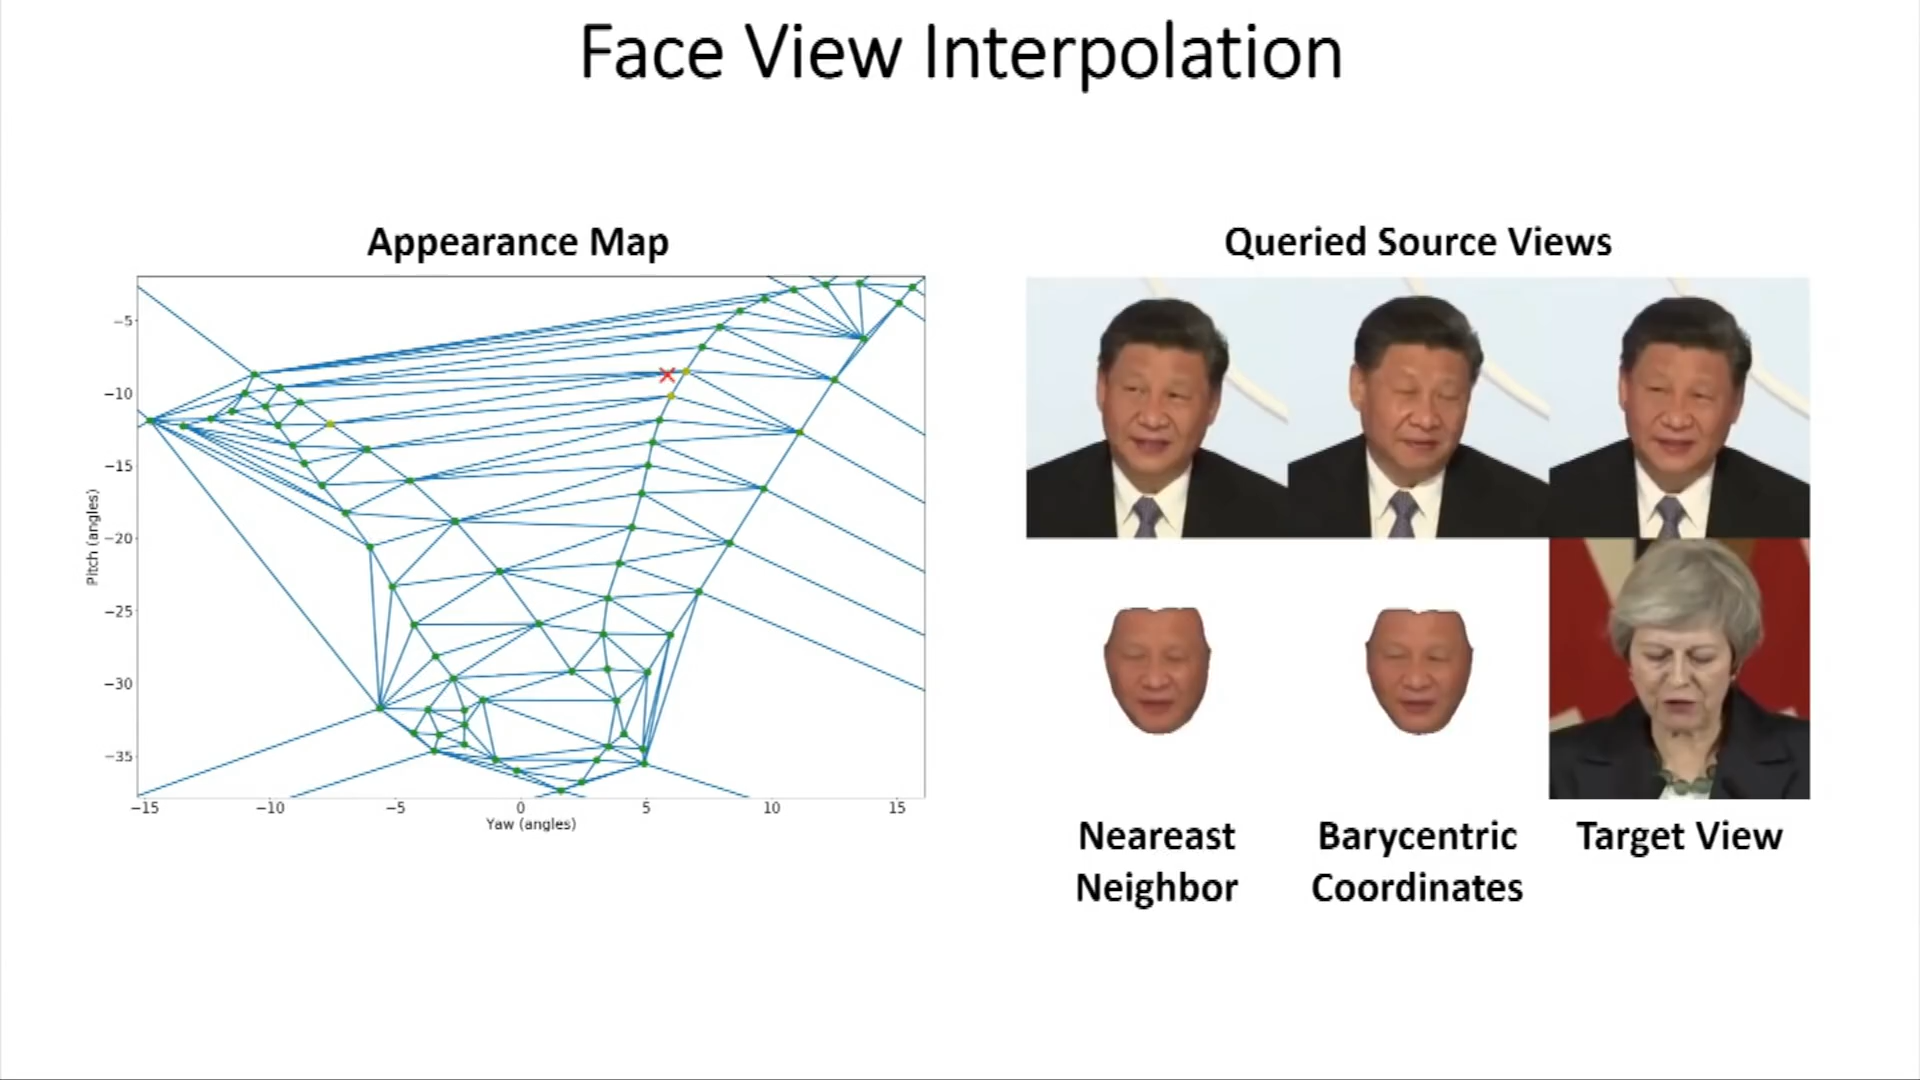 Face View Interpolation
Appearance Map
Queried Source Views
−5
−10
−15
−20
−25
−30
−35
Pitch (angles)
−15
−10
−5
0
5
10
15
Yaw (angles)
Neareast
Neighbor
Barycentric
Coordinates
Target View